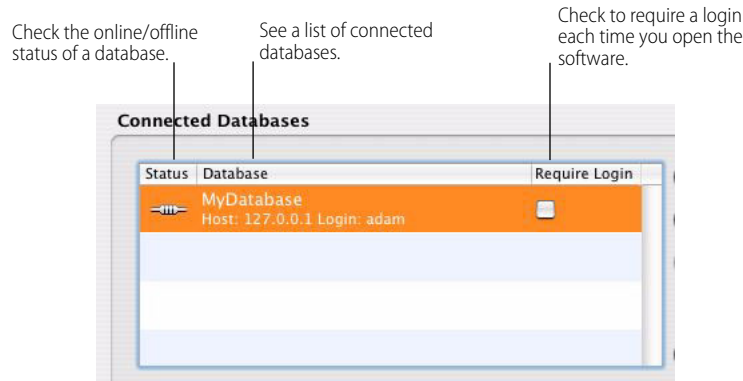 Check the online/offline
status of a database.
See a list of connected
databases.
Check to require a login
each time you open the
software.
Connected Databases
Status Database Require Login
MyDatabase
Host: 127.0.0.1 Login: adam